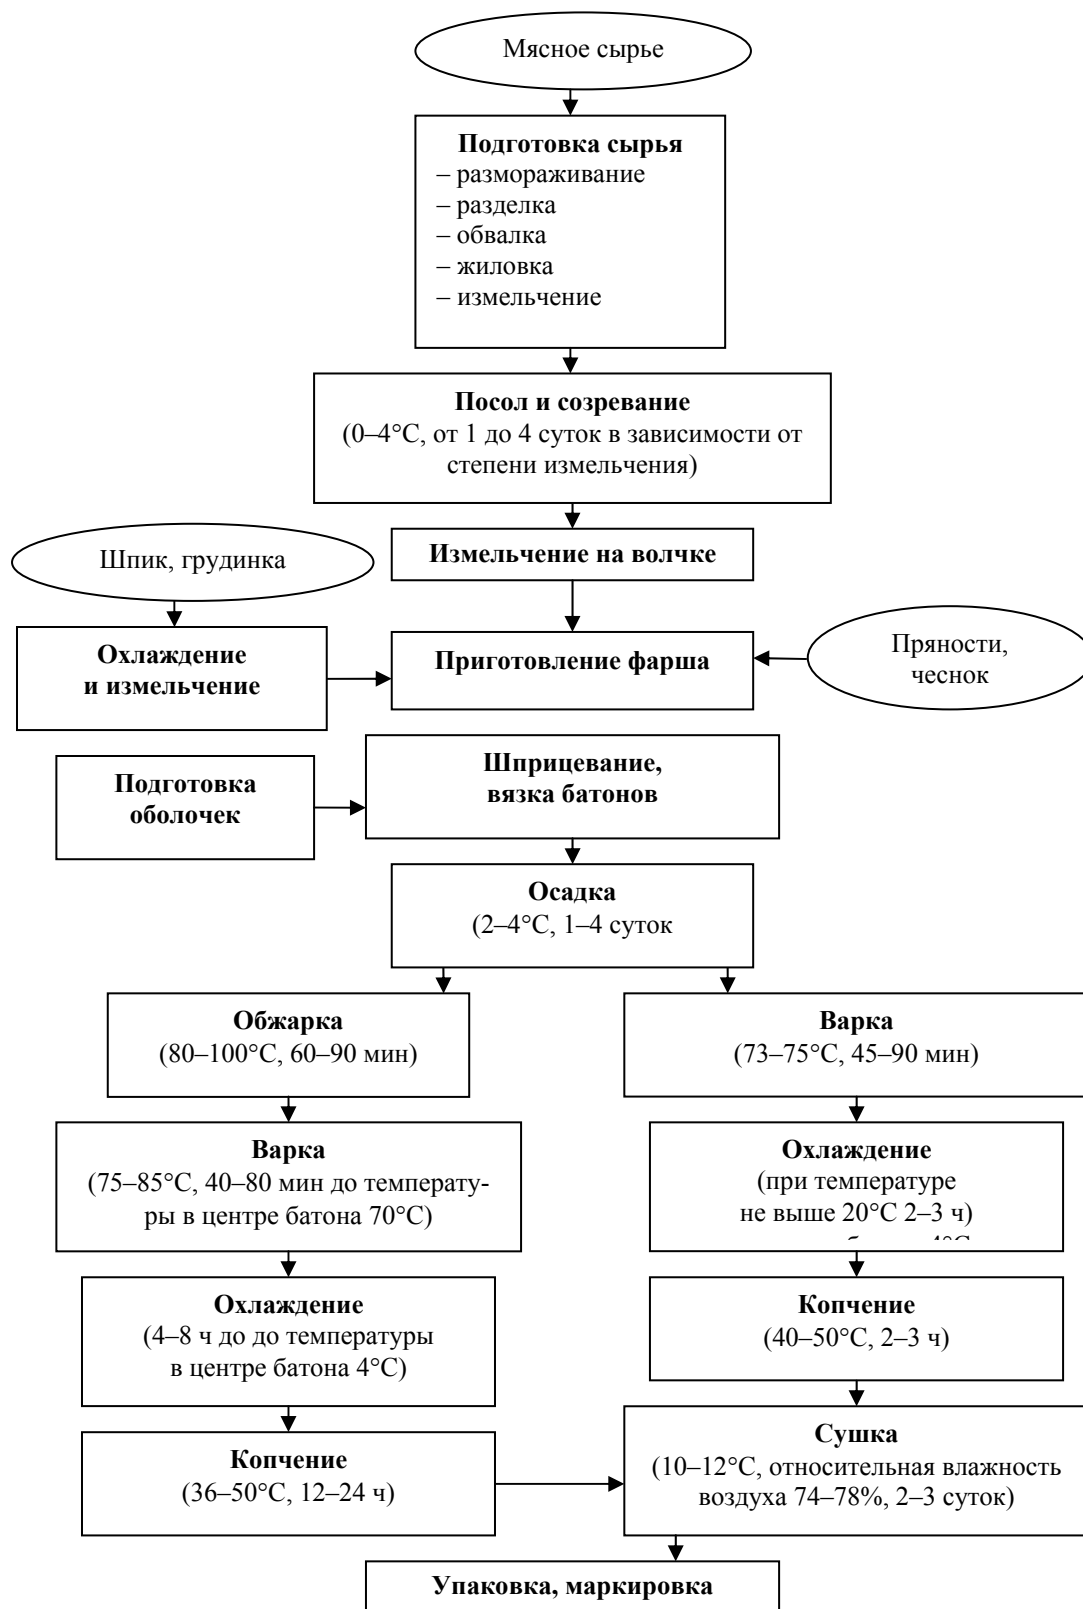 Мясное сырье
Подготовка сырья
– размораживание
– разделка
– обвалка
– жиловка
– измельчение
Посол и созревание
(0–4°С, от 1 до 4 суток в зависимости от
степени измельчения)
Измельчение на волчке
Шпик, грудинка
Охлаждение
и измельчение
Приготовление фарша
Пряности,
чеснок
Подготовка
оболочек
Шприцевание,
вязка батонов
Осадка
(2–4°С, 1–4 суток
Обжарка
(80–100°С, 60–90 мин)
Варка
(75–85°С, 40–80 мин до температу-
ры в центре батона 70°С)
Охлаждение
(4–8 ч до до температуры
в центре батона 4°С)
Копчение
(36–50°С, 12–24 ч)
Варка
(73–75°С, 45–90 мин)
Охлаждение
(при температуре
не выше 20°С 2–3 ч)
Копчение
(40–50°С, 2–3 ч)
Сушка
(10–12°С, относительная влажность
воздуха 74–78%, 2–3 суток)
Упаковка, маркировка